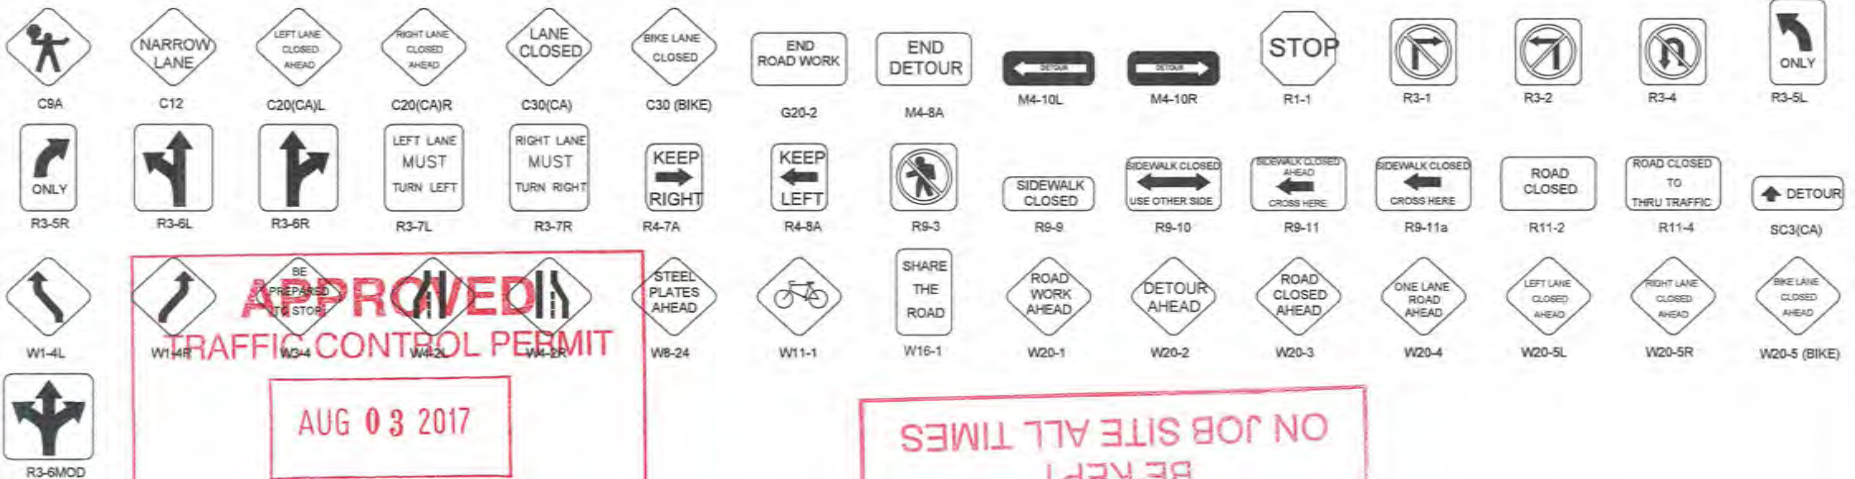 NARROW
LANE
LEFT LANE
CLOSED
AHEAD
RIGHT LANE
CLOSED
AHEAD
LANE
CLOSED
BIKE LANE
CLOSED
END
ROAD WORK
END
DETOUR
DETOUR
DETOUR
STOP
ONLY
C9A
C12
C20(CA)L
C20(CA)R
C30(CA)
C30 (BIKE)
G20-2
M4-8A
M4-10L
M4-10R
R1-1
R3-1
R3-2
R3-4
R3-5L
ONLY
LEFT LANE
MUST
TURN LEFT
RIGHT LANE
MUST
TURN RIGHT
KEEP
RIGHT
KEEP
LEFT
SIDEWALK
CLOSED
SIDEWALK CLOSED
USE OTHER SIDE
SIDEWALK CLOSED
AHEAD
CROSS HERE
SIDEWALK CLOSED
CROSS HERE
ROAD
CLOSED
ROAD CLOSED
TO
THRU TRAFFIC
DETOUR
R3-5R
R3-6L
R3-6R
R3-7L
R3-7R
R4-7A
R4-8A
R9-3
R9-9
R9-10
R9-11
R9-11a
R11-2
R11-4
SC3(CA)
BE
PREPARED
TO STOP
STEEL
PLATES
AHEAD
SHARE
THE
ROAD
ROAD
WORK
AHEAD
DETOUR
AHEAD
ROAD
CLOSED
AHEAD
ONE LANE
ROAD
AHEAD
LEFT LANE
CLOSED
AHEAD
RIGHT LANE
CLOSED
AHEAD
BIKE LANE
CLOSED
AHEAD
W1-4L
W1-4R
W3-4
W4-2L
W4-2R
W8-24
W11-1
W16-1
W20-1
W20-2
W20-3
W20-4
W20-5L
W20-5R
W20-5 (BIKE)
R3-6MOD
APPROVED
TRAFFIC CONTROL PERMIT
AUG 03 2017
BE KEPT
ON JOB SITE ALL TIMES